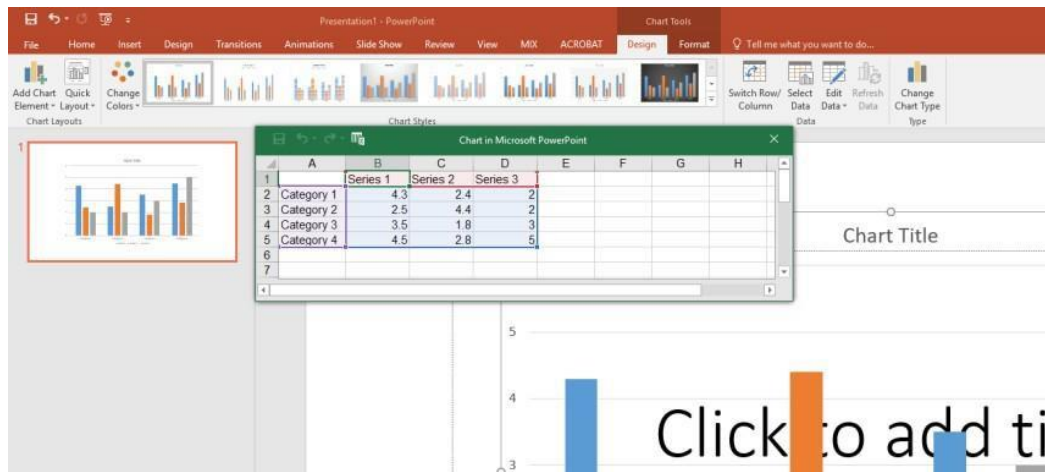 Presentation1 - PowerPoint
Chart Tools
File Home Insert Design Transitions Animations Slide Show Review View MIX ACROBAT Design Format Tell me what you want to do...
Add Chart Element
Quick Layout
Change Colors
Switch Row/ Column
Select Data
Edit Data
Refresh Data
Change Chart Type
Chart Layouts
Chart Styles
Data
Type
1
Chart in Microsoft PowerPoint
A B C D E F G H
1 Series 1 Series 2 Series 3
2 Category 1 4.3 2.4 2
3 Category 2 2.5 4.4 2
4 Category 3 3.5 1.8 3
5 Category 4 4.5 2.8 5
6
7
Chart Title
5
4
3
Click to add ti